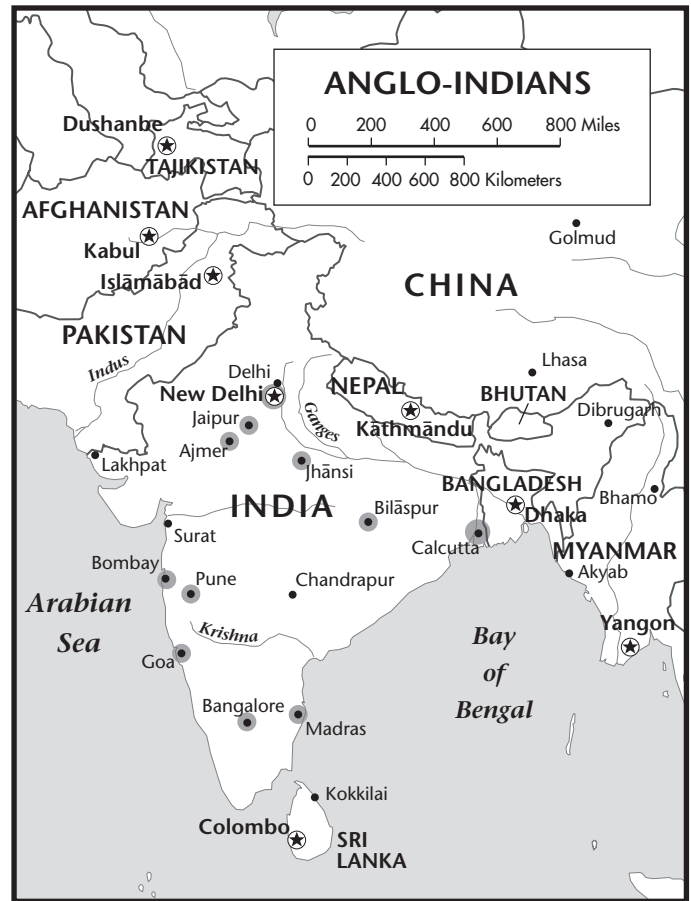 ANGLO-INDIANS
0 200 400 600 800 Miles
0 200 400 600 800 Kilometers
Dushanbe
TAJIKISTAN
AFGHANISTAN
Kabul
Islāmābād
Golmud
CHINA
PAKISTAN
Indus
Lhasa
Delhi
New Delhi
NEPAL
BHUTAN
Jaipur
Ganges
Kāthmāndu
Dibrugarh
Ajmer
Lakhpat
Jhānsi
BANGLADESH
Bhamo
INDIA
Bilāspur
Dhaka
Surat
Calcutta
MYANMAR
Bombay
Pune
Chandrapur
Akyab
Arabian
Sea
Krishna
Yangon
Bay
of
Bengal
Goa
Bangalore
Madras
Kokkilai
Colombo
SRI
LANKA